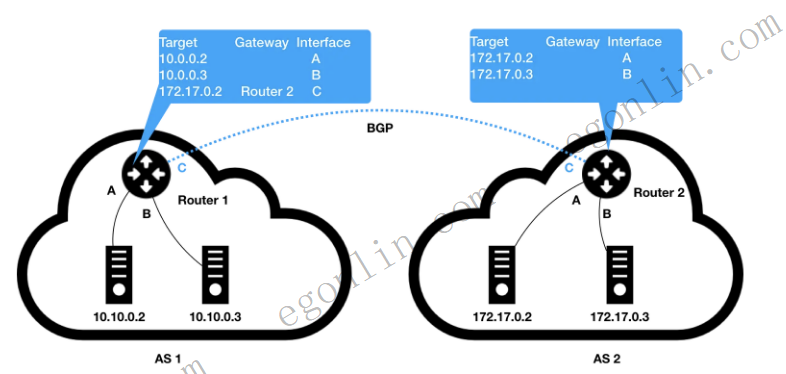 Target Gateway Interface
10.0.0.2 A
10.0.0.3 B
172.17.0.2 Router 2 C
Target Gateway Interface
172.17.0.2 A
172.17.0.3 B
BGP
C
A
B
Router 1
C
A
B
Router 2
10.10.0.2
10.10.0.3
172.17.0.2
172.17.0.3
AS 1
AS 2
egonlin.com
egonlin.com
com